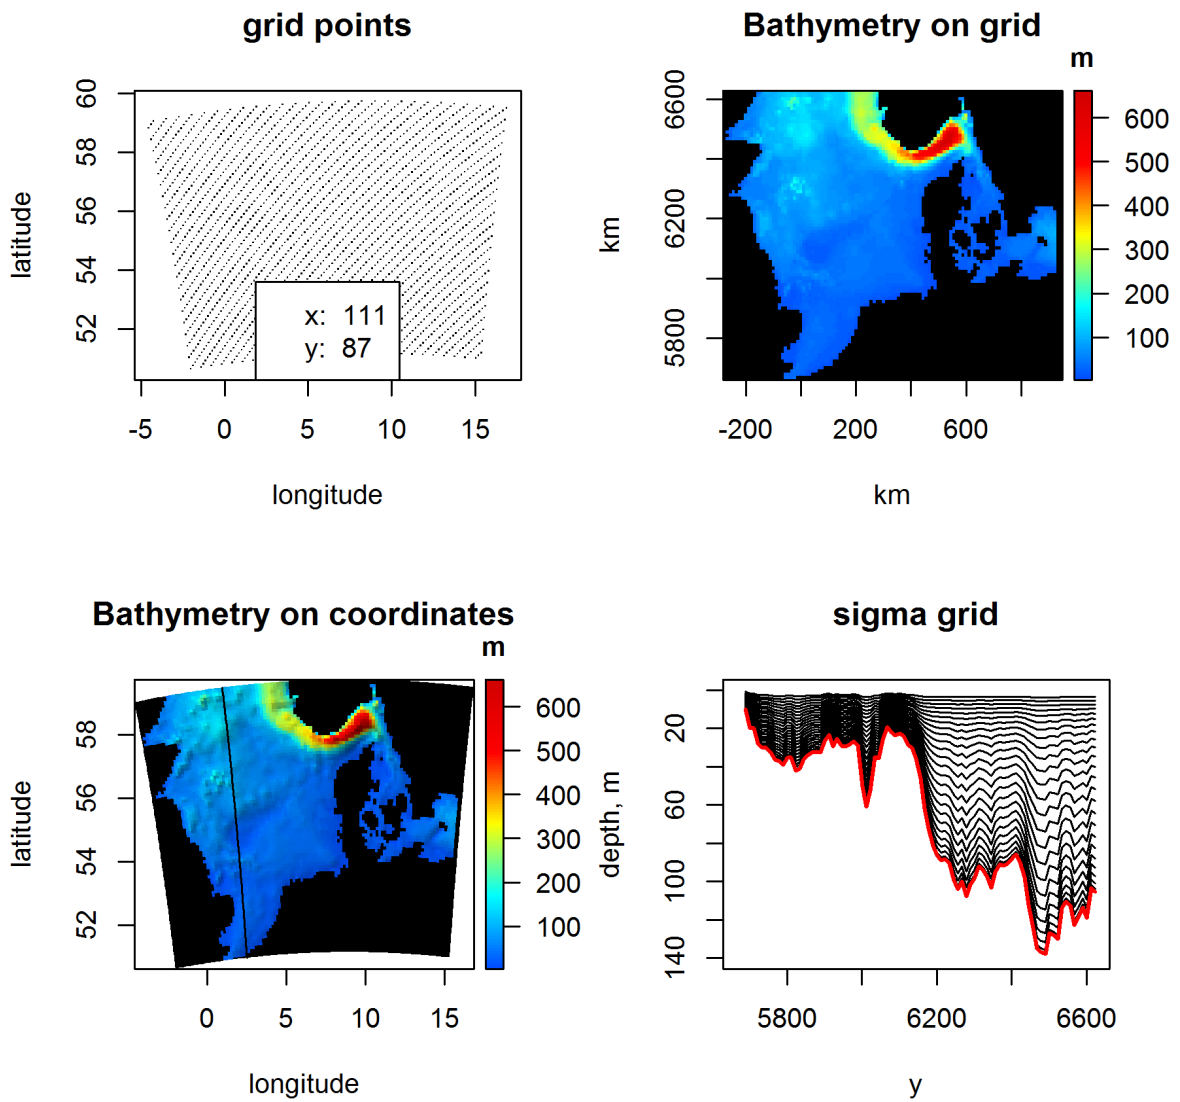 grid points
60
58
56
54
52
latitude
x: 111
y: 87
-5 0 5 10 15
longitude
Bathymetry on grid
m
6600
6200
5800
km
600
500
400
300
200
100
-200 200 600
km
Bathymetry on coordinates
m
58
56
54
52
latitude
600
500
400
300
200
100
0 5 10 15
longitude
sigma grid
20
60
100
140
depth, m
5800 6200 6600
y